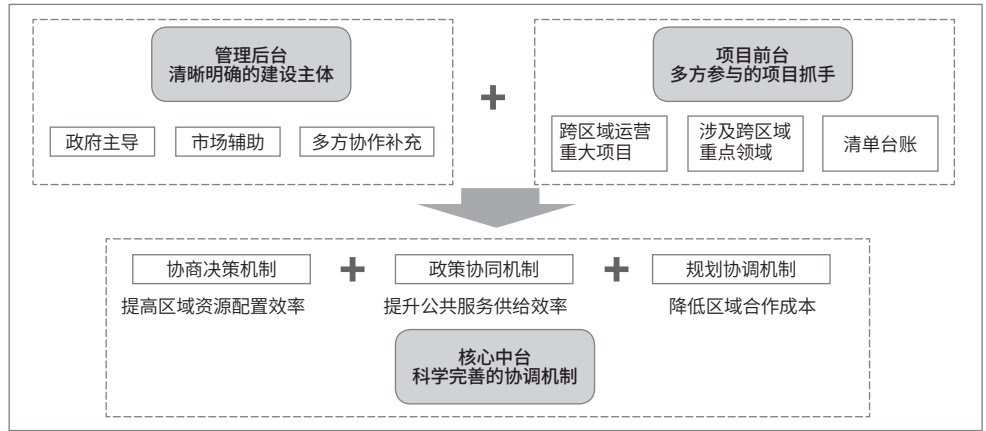 管理后台
清晰明确的建设主体
政府主导
市场辅助
多方协作补充
+
项目前台
多方参与的项目抓手
跨区域运营
重大项目
涉及跨区域
重点领域
清单台账
协商决策机制
+
政策协同机制
+
规划协调机制
提高区域资源配置效率
提升公共服务供给效率
降低区域合作成本
核心中台
科学完善的协调机制